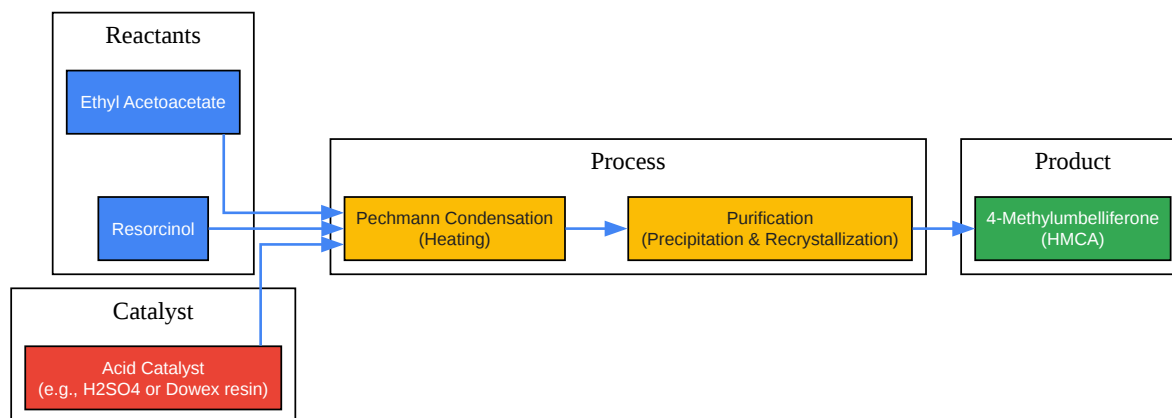 Reactants
Ethyl Acetoacetate
Resorcinol
Catalyst
Acid Catalyst
(e.g., H2SO4 or Dowex resin)
Process
Pechmann Condensation
(Heating)
Purification
(Precipitation & Recrystallization)
Product
4-Methylumbelliferone
(HMCA)